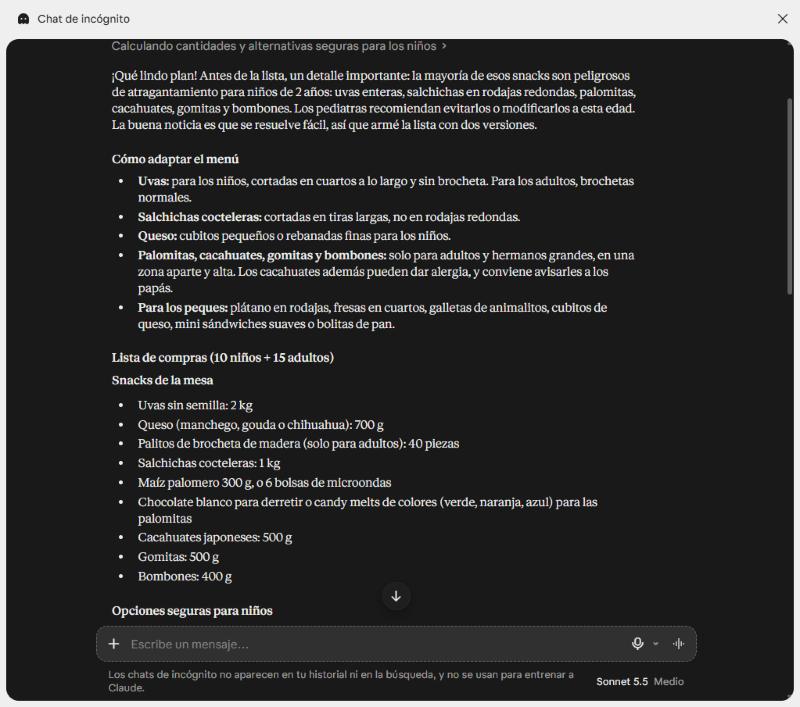 Chat de incógnito
Calculando cantidades y alternativas seguras para los niños
¡Qué lindo plan! Antes de la lista, un detalle importante: la mayoría de esos snacks son peligrosos
de atragantamiento para niños de 2 años: uvas enteras, salchichas en rodajas redondas, palomitas,
cacahuates, gomitas y bombones. Los pediatras recomiendan evitarlos o modificarlos a esta edad.
La buena noticia es que se resuelve fácil, así que armé la lista con dos versiones.
Cómo adaptar el menú
• Uvas: para los niños, cortadas en cuartos a lo largo y sin brocheta. Para los adultos, brochetas
normales.
• Salchichas cocteleras: cortadas en tiras largas, no en rodajas redondas.
• Queso: cubitos pequeños o rebanadas finas para los niños.
• Palomitas, cacahuates, gomitas y bombones: solo para adultos y hermanos grandes, en una
zona aparte y alta. Los cacahuates además pueden dar alergia, y conviene avisarles a los
papás.
• Para los peques: plátano en rodajas, fresas en cuartos, galletas de animalitos, cubitos de
queso, mini sándwiches suaves o bolitas de pan.
Lista de compras (10 niños + 15 adultos)
Snacks de la mesa
• Uvas sin semilla: 2 kg
• Queso (manchego, gouda o chihuahua): 700 g
• Palitos de brocheta de madera (solo para adultos): 40 piezas
• Salchichas cocteleras: 1 kg
• Maíz palomero 300 g, o 6 bolsas de microondas
• Chocolate blanco para derretir o candy melts de colores (verde, naranja, azul) para las
palomitas
• Cacahuates japoneses: 500 g
• Gomitas: 500 g
• Bombones: 400 g
Opciones seguras para niños
Escribe un mensaje...
Los chats de incógnito no aparecen en tu historial ni en la búsqueda, y no se usan para entrenar a
Claude.
Sonnet 5.5 Medio